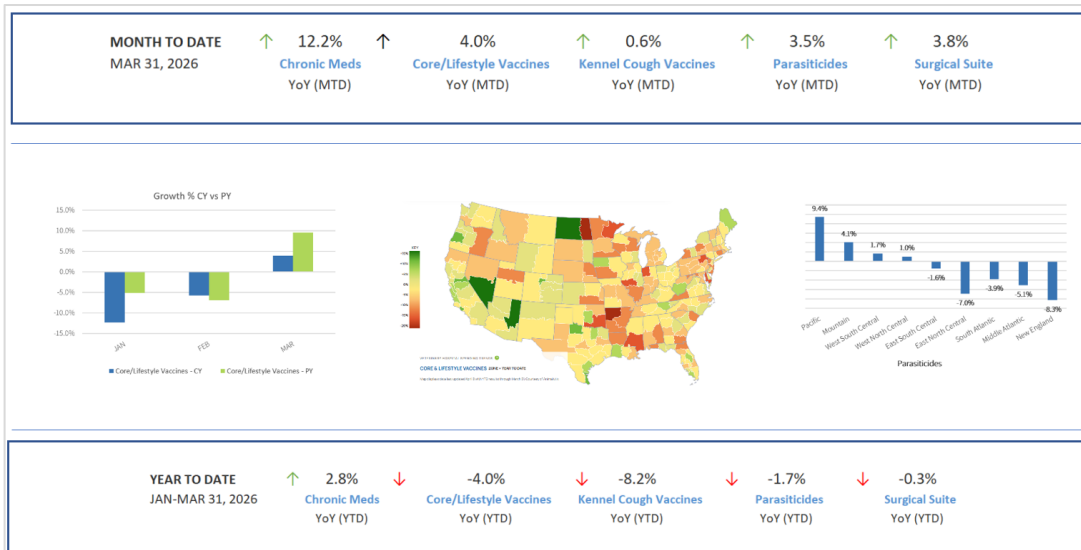 MONTH TO DATE
MAR 31, 2026
12.2%
Chronic Meds
YoY (MTD)
4.0%
Core/Lifestyle Vaccines
YoY (MTD)
0.6%
Kennel Cough Vaccines
YoY (MTD)
3.5%
Parasiticides
YoY (MTD)
3.8%
Surgical Suite
YoY (MTD)
Growth % CY vs PY
15.0%
10.0%
5.0%
0.0%
-5.0%
-10.0%
-15.0%
JAN
FEB
MAR
Core/Lifestyle Vaccines - CY
Core/Lifestyle Vaccines - PY
CORE & LIFESTYLE VACCINES
9.4%
4.1%
1.7%
1.0%
-1.6%
-7.0%
-3.9%
-5.1%
-8.3%
Pacific
Mountain
West South Central
West North Central
East South Central
East North Central
South Atlantic
Middle Atlantic
New England
Parasiticides
YEAR TO DATE
JAN-MAR 31, 2026
2.8%
Chronic Meds
YoY (YTD)
-4.0%
Core/Lifestyle Vaccines
YoY (YTD)
-8.2%
Kennel Cough Vaccines
YoY (YTD)
-1.7%
Parasiticides
YoY (YTD)
-0.3%
Surgical Suite
YoY (YTD)